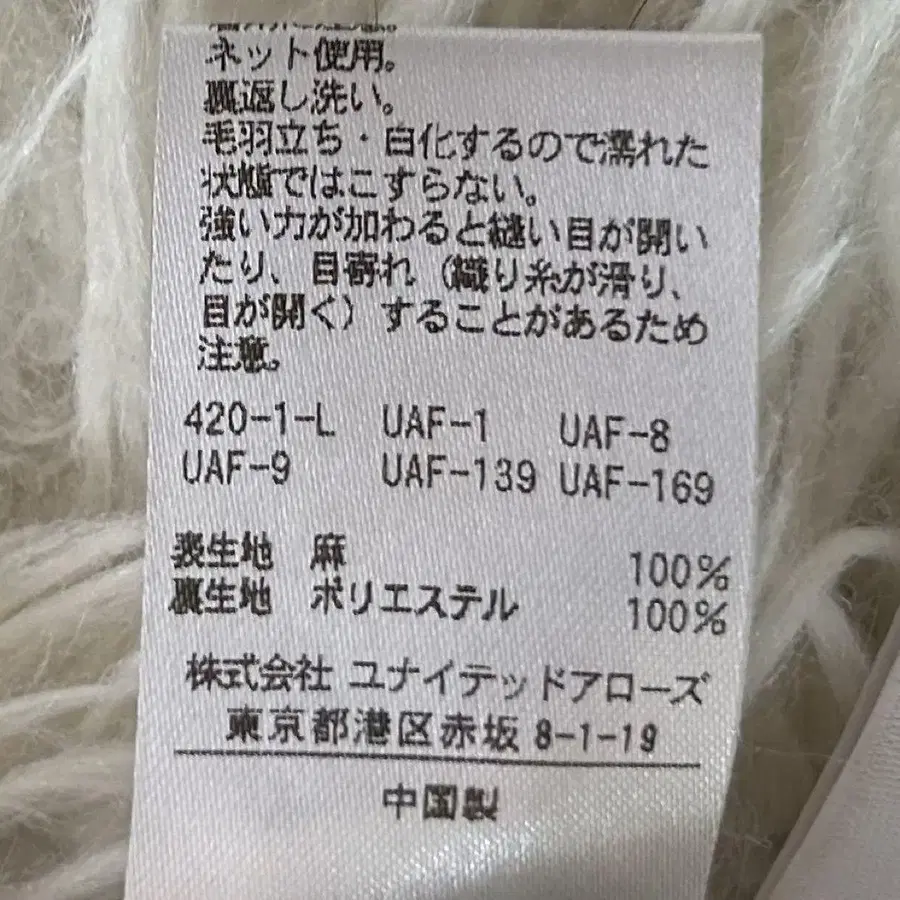 ネット使用。
裏返し洗い。
毛羽立ち・白化するので濡れた
状態ではこすらない。
強い力が加わると縫い目が開い
たり、目寄れ（織り糸が滑り、
目が開く）することがあるため
注意。
420-1-L UAF-1 UAF-8
UAF-9 UAF-139 UAF-169
表生地 麻 100%
裏生地 ポリエステル 100%
株式会社 ユナイテッドアローズ
東京都港区赤坂 8-1-19
中国製